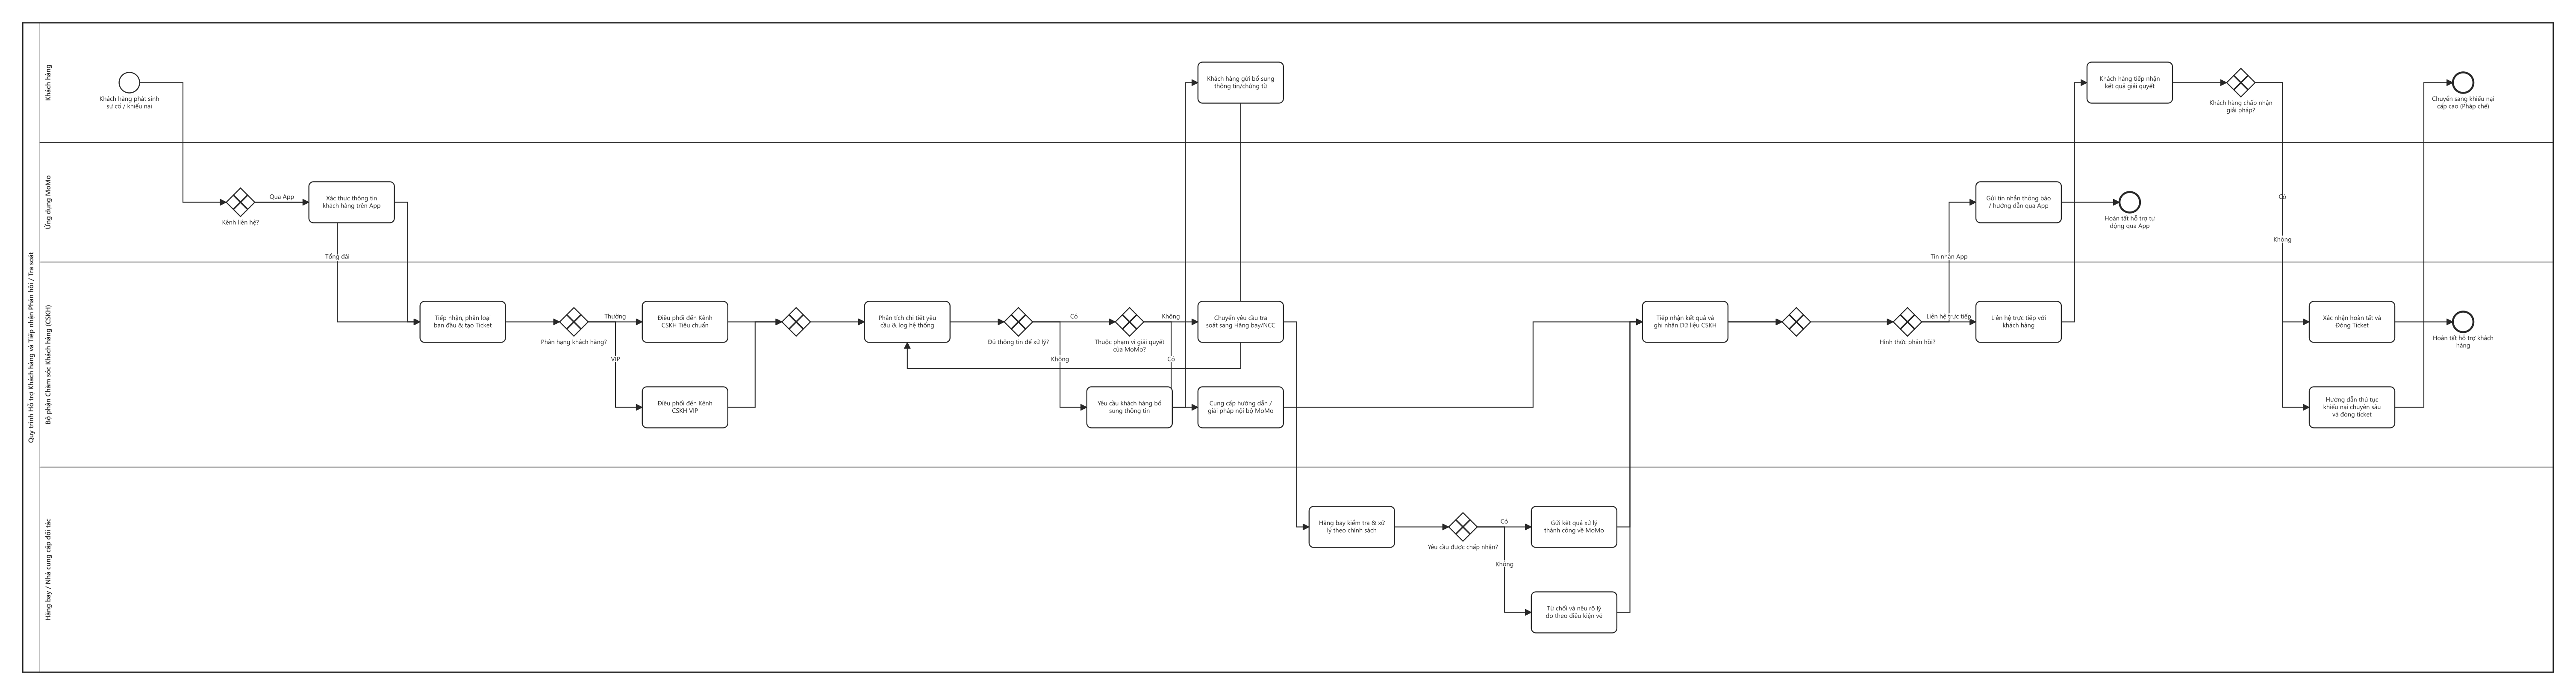 Quy trình Hỗ trợ Khách hàng và Tiếp nhận Phản hồi / Tra soát
Khách hàng
Khách hàng phát sinh
sự cố / khiếu nại
Khách hàng gửi bổ sung
thông tin/chứng từ
Khách hàng tiếp nhận
kết quả giải quyết
Khách hàng chấp nhận
giải pháp?
Chuyển sang khiếu nại
cấp cao (Pháp chế)
Ứng dụng MoMo
Kênh liên hệ?
Qua App
Xác thực thông tin
khách hàng trên App
Tổng đài
Gửi tin nhắn thông báo
/ hướng dẫn qua App
Hoàn tất hỗ trợ tự
động qua App
Có
Không
Tin nhắn App
Bộ phận Chăm sóc Khách hàng (CSKH)
Tiếp nhận, phân loại
ban đầu & tạo Ticket
Phân hạng khách hàng?
Thường
VIP
Điều phối đến Kênh
CSKH Tiêu chuẩn
Điều phối đến Kênh
CSKH VIP
Phân tích chi tiết yêu
cầu & log hệ thống
Đủ thông tin để xử lý?
Có
Không
Thuộc phạm vi giải quyết
của MoMo?
Không
Có
Chuyển yêu cầu tra
soát sang Hãng bay/NCC
Yêu cầu khách hàng bổ
sung thông tin
Cung cấp hướng dẫn /
giải pháp nội bộ MoMo
Tiếp nhận kết quả và
ghi nhận Dữ liệu CSKH
Hình thức phản hồi?
Liên hệ trực tiếp
Liên hệ trực tiếp với
khách hàng
Xác nhận hoàn tất và
Đóng Ticket
Hoàn tất hỗ trợ khách
hàng
Hướng dẫn thủ tục
khiếu nại chuyên sâu
và đóng ticket
Hãng bay / Nhà cung cấp đối tác
Hãng bay kiểm tra & xử
lý theo chính sách
Yêu cầu được chấp nhận?
Có
Không
Gửi kết quả xử lý
thành công về MoMo
Từ chối và nêu rõ lý
do theo điều kiện vé